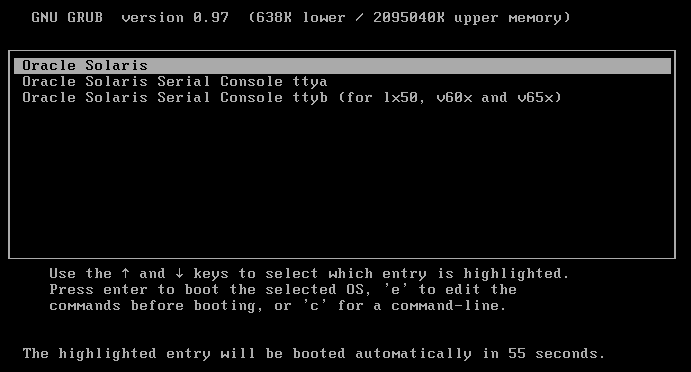 GNU GRUB  version 0.97  (638K lower / 2095040K upper memory)
Oracle Solaris
Oracle Solaris Serial Console ttya
Oracle Solaris Serial Console ttyb (for lx50, v60x and v65x)
Use the ↑ and ↓ keys to select which entry is highlighted.
Press enter to boot the selected OS, 'e' to edit the
commands before booting, or 'c' for a command-line.
The highlighted entry will be booted automatically in 55 seconds.